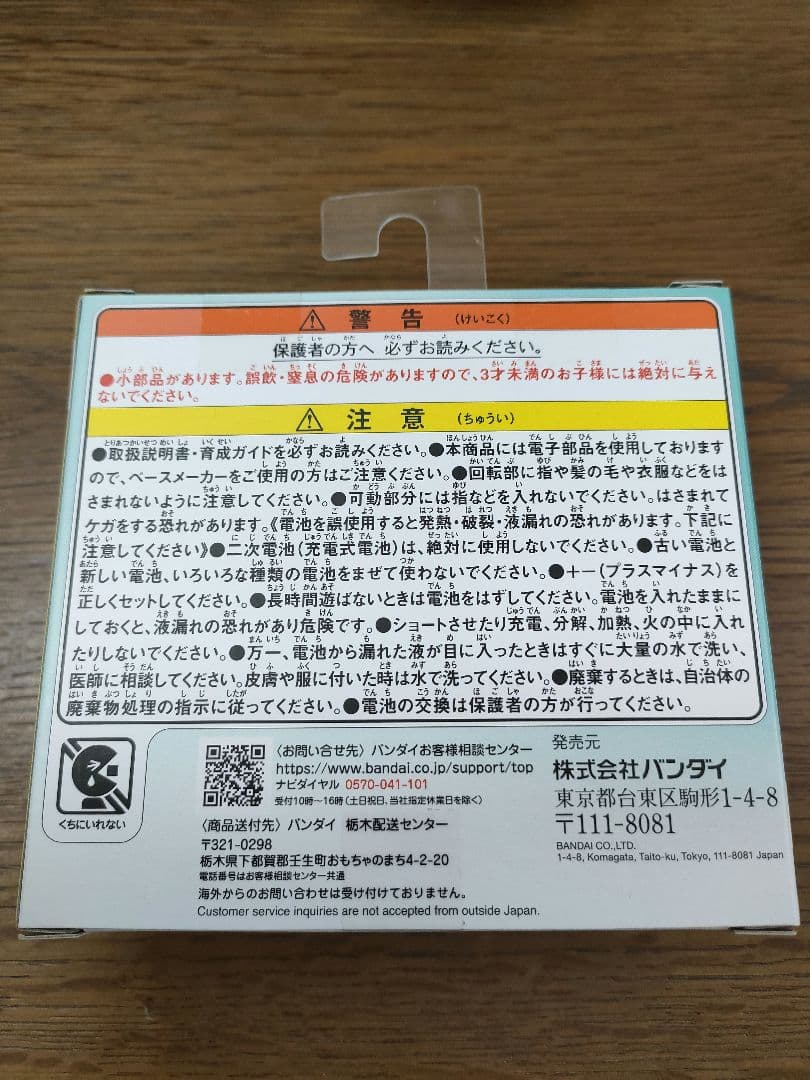 ⚠ 警告 (けいこく)
保護者の方へ 必ずお読みください。
●小部品があります。誤飲・窒息の危険がありますので、3才未満のお子様には絶対に与え
ないでください。
⚠ 注意 (ちゅうい)
●取扱説明書・育成ガイドを必ずお読みください。●本商品には電子部品を使用しております
ので、ペースメーカーをご使用の方はご注意ください。●回転部に指や髪の毛や衣服などをは
さまれないように注意してください。●可動部分には指などを入れないでください。はさまれて
ケガをする恐れがあります。《電池を誤使用すると発熱・破裂・液漏れの恐れがあります。下記に
注意してください》●二次電池(充電式電池)は、絶対に使用しないでください。●古い電池と
新しい電池、いろいろな種類の電池をまぜて使わないでください。●+−(プラスマイナス)を
正しくセットしてください。●長時間遊ばないときは電池をはずしてください。電池を入れたままに
しておくと、液漏れの恐れがあり危険です。●ショートさせたり充電、分解、加熱、火の中に入れ
たりしないでください。●万一、電池から漏れた液が目に入ったときはすぐに大量の水で洗い、
医師に相談してください。皮膚や服に付いた時は水で洗ってください。●廃棄するときは、自治体の
廃棄物処理の指示に従ってください。●電池の交換は保護者の方が行ってください。
くちにいれない
〈お問い合せ先〉バンダイお客様相談センター
https://www.bandai.co.jp/support/top
ナビダイヤル 0570-041-101
受付10時〜16時(土日祝日、当社指定休業日を除く)
〈商品送付先〉バンダイ 栃木配送センター
〒321-0298
栃木県下都賀郡壬生町おもちゃのまち4-2-20
電話番号はお客様相談センター共通
海外からのお問い合わせは受け付けておりません。
Customer service inquiries are not accepted from outside Japan.
発売元
株式会社バンダイ
東京都台東区駒形1-4-8
〒111-8081
BANDAI CO.,LTD.
1-4-8, Komagata, Taito-ku, Tokyo, 111-8081 Japan